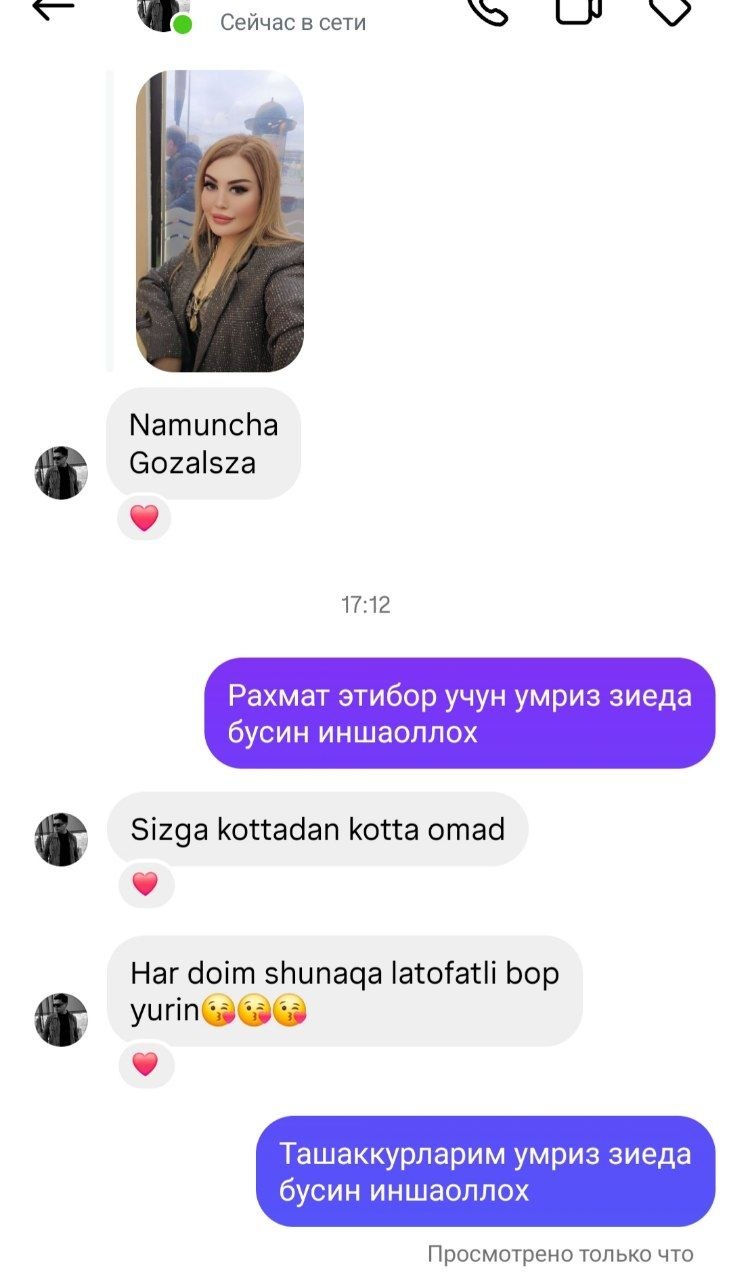 Сейчас в сети
Namuncha
Gozalsza
17:12
Рахмат этибор учун умриз зиеда
бусин иншаоллох
Sizga kottadan kotta omad
Har doim shunaqa latofatli bop
yurin😘😘😘
Ташаккурларим умриз зиеда
бусин иншаоллох
Просмотрено только что